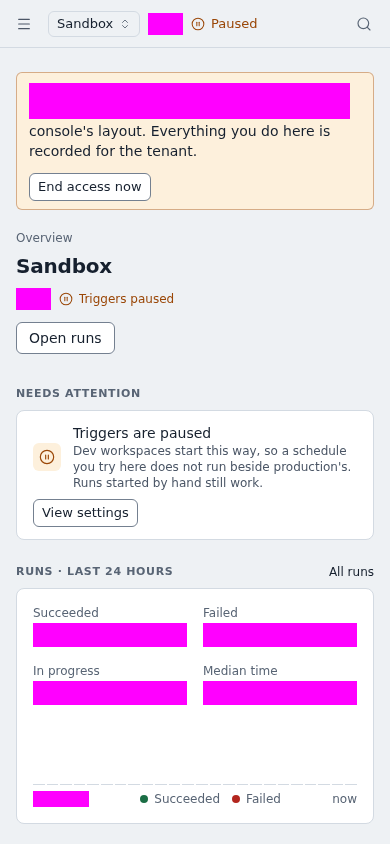 Sandbox
Paused
console's layout. Everything you do here is
recorded for the tenant.
End access now
Overview
Sandbox
Triggers paused
Open runs
NEEDS ATTENTION
Triggers are paused
Dev workspaces start this way, so a schedule
you try here does not run beside production's.
Runs started by hand still work.
View settings
RUNS · LAST 24 HOURS
All runs
Succeeded
Failed
In progress
Median time
Succeeded
Failed
now